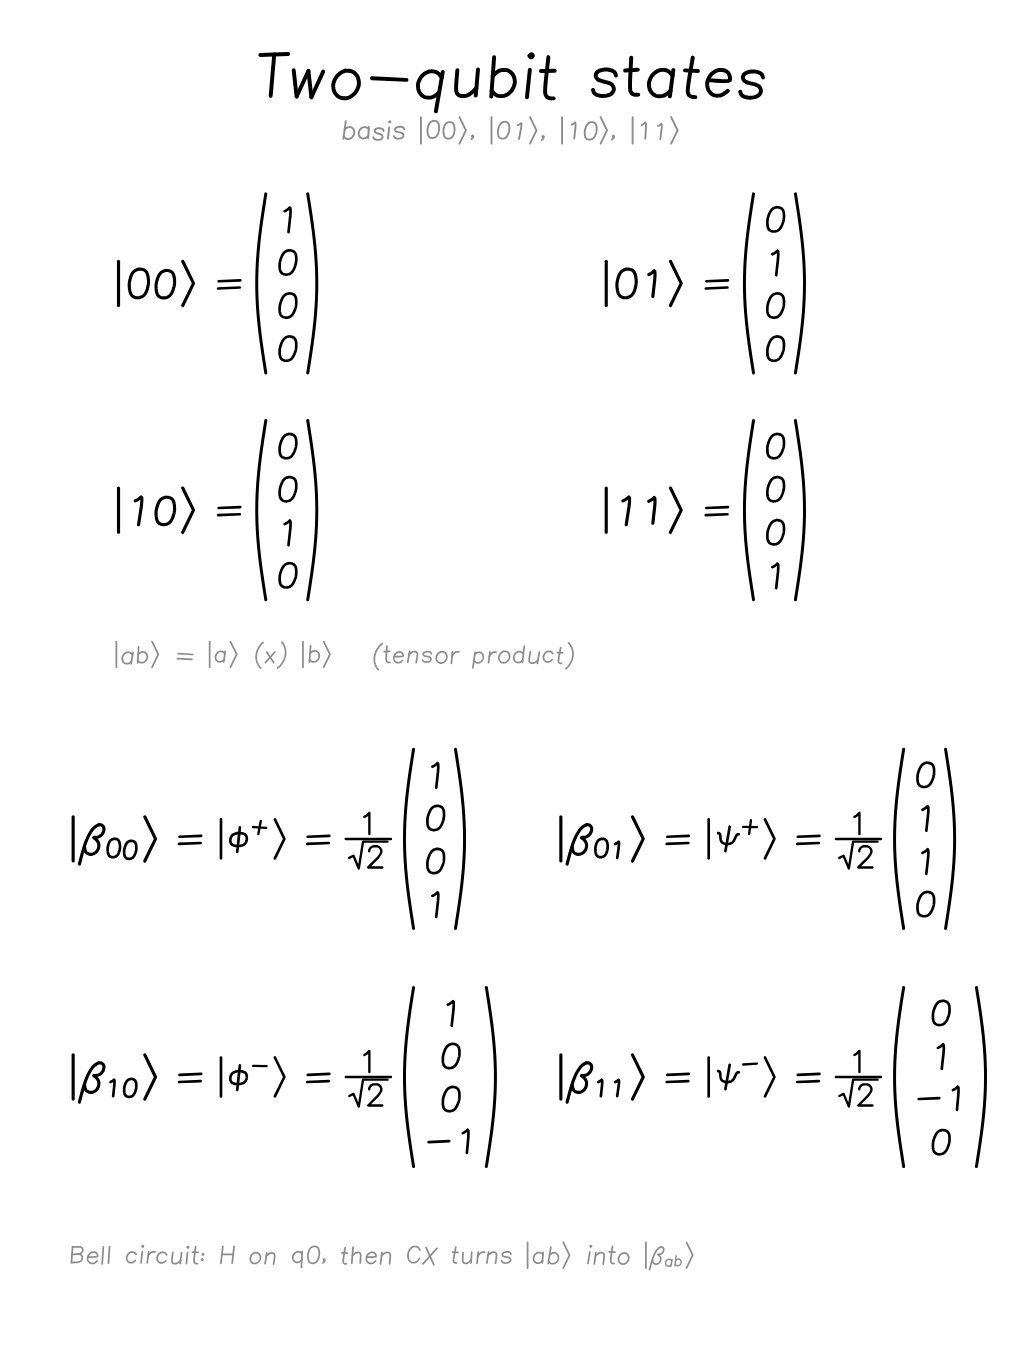 Two-qubit states
basis |00⟩, |01⟩, |10⟩, |11⟩
|00⟩ = (1 0 0 0)
|01⟩ = (0 1 0 0)
|10⟩ = (0 0 1 0)
|11⟩ = (0 0 0 1)
|ab⟩ = |a⟩ (x) |b⟩ (tensor product)
|β₀₀⟩ = |ϕ⁺⟩ = 1/√2 (1 0 0 1)
|β₀₁⟩ = |ψ⁺⟩ = 1/√2 (0 1 1 0)
|β₁₀⟩ = |ϕ⁻⟩ = 1/√2 (1 0 0 −1)
|β₁₁⟩ = |ψ⁻⟩ = 1/√2 (0 1 −1 0)
Bell circuit: H on q0, then CX turns |ab⟩ into |β_ab⟩